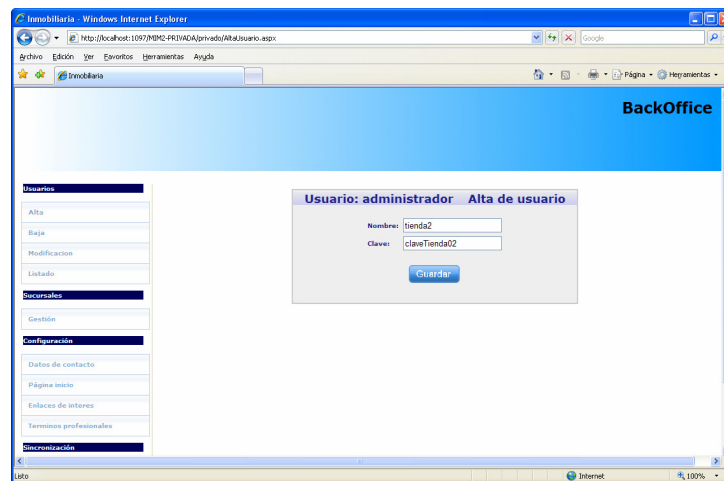 Inmobiliaria - Windows Internet Explorer
http://localhost:1097/MIM2-PRIVADA/privado/AltaUsuario.aspx
Google
Archivo Edición Ver Favoritos Herramientas Ayuda
Inmobiliaria
Página Herramientas
BackOffice
Usuarios
Alta
Baja
Modificacion
Listado
Sucursales
Gestión
Configuración
Datos de contacto
Página inicio
Enlaces de interes
Terminos profesionales
Sincronización
Usuario: administrador Alta de usuario
Nombre: tienda2
Clave: claveTienda02
Guardar
Listo
Internet
100%